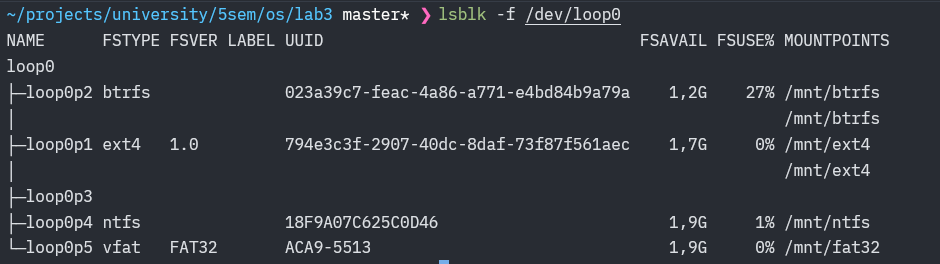 ~/projects/university/5sem/os/lab3 master* ❯ lsblk -f /dev/loop0
NAME      FSTYPE FSVER LABEL UUID                                 FSAVAIL FSUSE% MOUNTPOINTS
loop0
├─loop0p2 btrfs              023a39c7-feac-4a86-a771-e4bd84b9a79a    1,2G    27% /mnt/btrfs
│                                                                                /mnt/btrfs
├─loop0p1 ext4   1.0         794e3c3f-2907-40dc-8daf-73f87f561aec    1,7G     0% /mnt/ext4
│                                                                                /mnt/ext4
├─loop0p3
├─loop0p4 ntfs               18F9A07C625C0D46                        1,9G     1% /mnt/ntfs
└─loop0p5 vfat   FAT32       ACA9-5513                               1,9G     0% /mnt/fat32